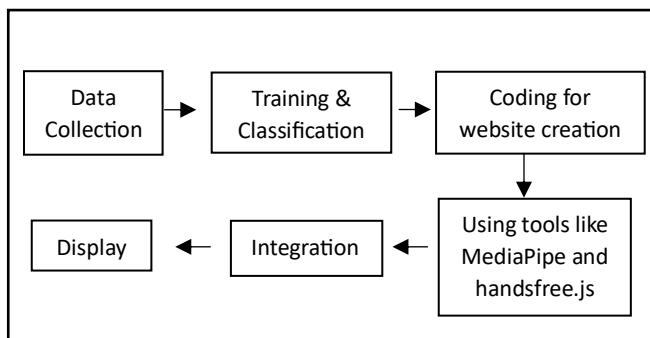 Data
Collection
Training &
Classification
Coding for
website creation
Using tools like
MediaPipe and
handsfree.js
Integration
Display